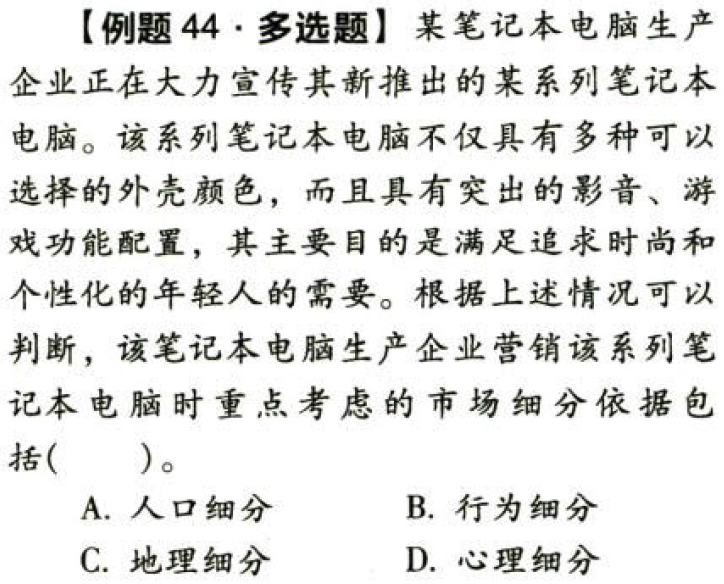 【例题 44·多选题】 某笔记本电脑生产
企业正在大力宣传其新推出的某系列笔记本
电脑。该系列笔记本电脑不仅具有多种可以
选择的外壳颜色，而且具有突出的影音、游
戏功能配置，其主要目的是满足追求时尚和
个性化的年轻人的需要。根据上述情况可以
判断，该笔记本电脑生产企业营销该系列笔
记本电脑时重点考虑的市场细分依据包
括(　　)。
A. 人口细分　　B. 行为细分
C. 地理细分　　D. 心理细分